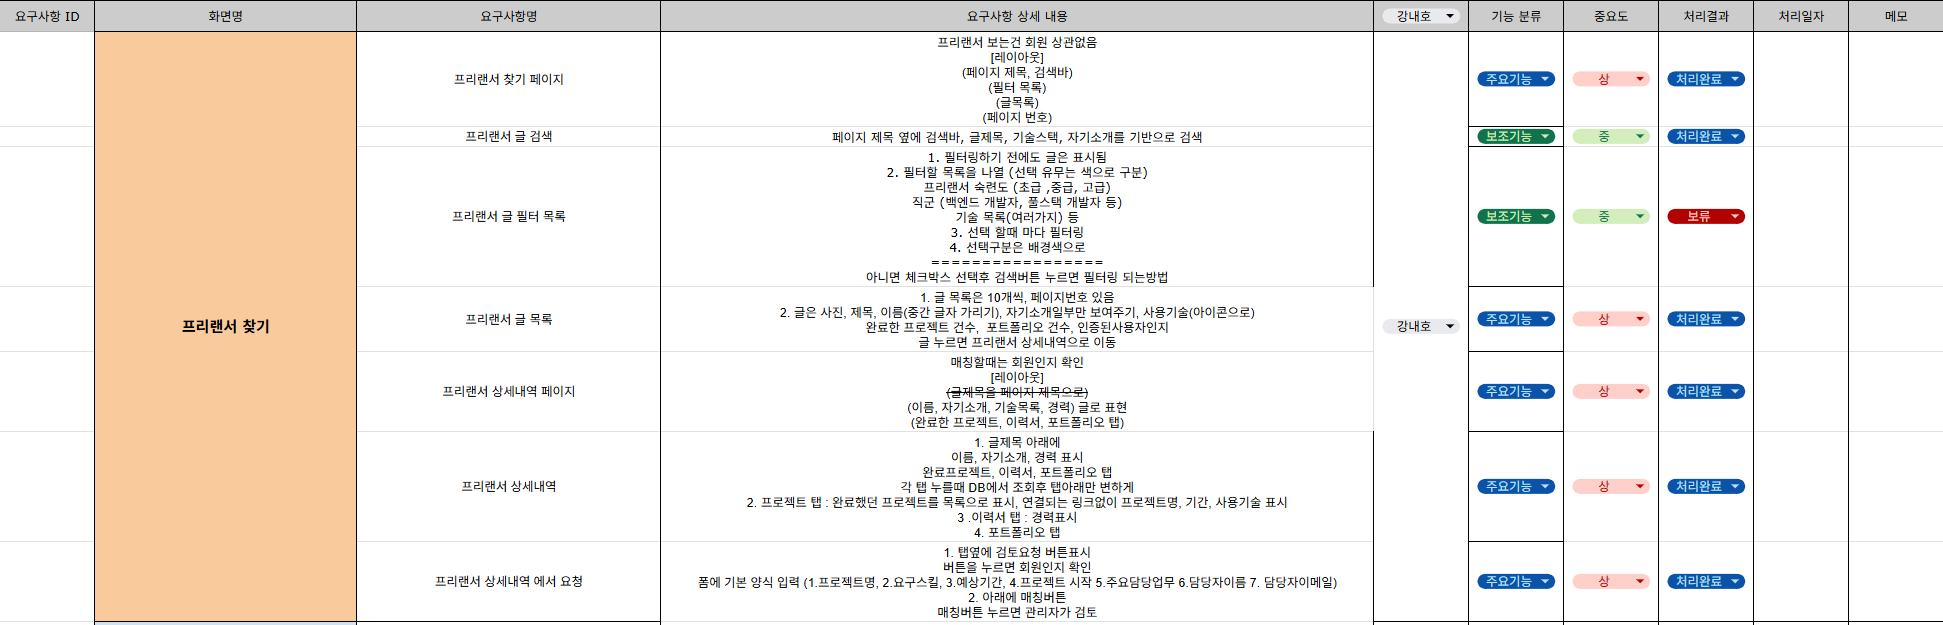 요구사항 ID 화면명 요구사항명 요구사항 상세 내용 강내호 기능 분류 중요도 처리결과 처리일자 메모
프리랜서 찾기
프리랜서 찾기 페이지
프리랜서 보는건 회원 상관없음
[레이아웃]
(페이지 제목, 검색바)
(필터 목록)
(글목록)
(페이지 번호)
주요기능 상 처리완료
프리랜서 글 검색
페이지 제목 옆에 검색바, 글제목, 기술스택, 자기소개를 기반으로 검색
보조기능 중 처리완료
프리랜서 글 필터 목록
1. 필터링하기 전에도 글은 표시됨
2. 필터할 목록을 나열 (선택 유무는 색으로 구분)
프리랜서 숙련도 (초급 ,중급, 고급)
직군 (백엔드 개발자, 풀스택 개발자 등)
기술 목록(여러가지) 등
3. 선택 할때 마다 필터링
4. 선택구분은 배경색으로
=================
아니면 체크박스 선택후 검색버튼 누르면 필터링 되는방법
보조기능 중 보류
프리랜서 글 목록
1. 글 목록은 10개씩, 페이지번호 있음
2. 글은 사진, 제목, 이름(중간 글자 가리기), 자기소개일부만 보여주기, 사용기술(아이콘으로)
완료한 프로젝트 건수, 포트폴리오 건수, 인증된사용자인지
글 누르면 프리랜서 상세내역으로 이동
강내호
주요기능 상 처리완료
프리랜서 상세내역 페이지
매칭할때는 회원인지 확인
[레이아웃]
(글제목을 페이지 제목으로)
(이름, 자기소개, 기술목록, 경력) 글로 표현
(완료한 프로젝트, 이력서, 포트폴리오 탭)
주요기능 상 처리완료
프리랜서 상세내역
1. 글제목 아래에
이름, 자기소개, 경력 표시
완료프로젝트, 이력서, 포트폴리오 탭
각 탭 누를때 DB에서 조회후 탭아래만 변하게
2. 프로젝트 탭 : 완료했던 프로젝트를 목록으로 표시, 연결되는 링크없이 프로젝트명, 기간, 사용기술 표시
3 .이력서 탭 : 경력표시
4. 포트폴리오 탭
주요기능 상 처리완료
프리랜서 상세내역 에서 요청
1. 탭옆에 검토요청 버튼표시
버튼을 누르면 회원인지 확인
폼에 기본 양식 입력 (1.프로젝트명, 2.요구스킬, 3.예상기간, 4.프로젝트 시작 5.주요담당업무 6.담당자이름 7. 담당자이메일)
2. 아래에 매칭버튼
매칭버튼 누르면 관리자가 검토
주요기능 상 처리완료